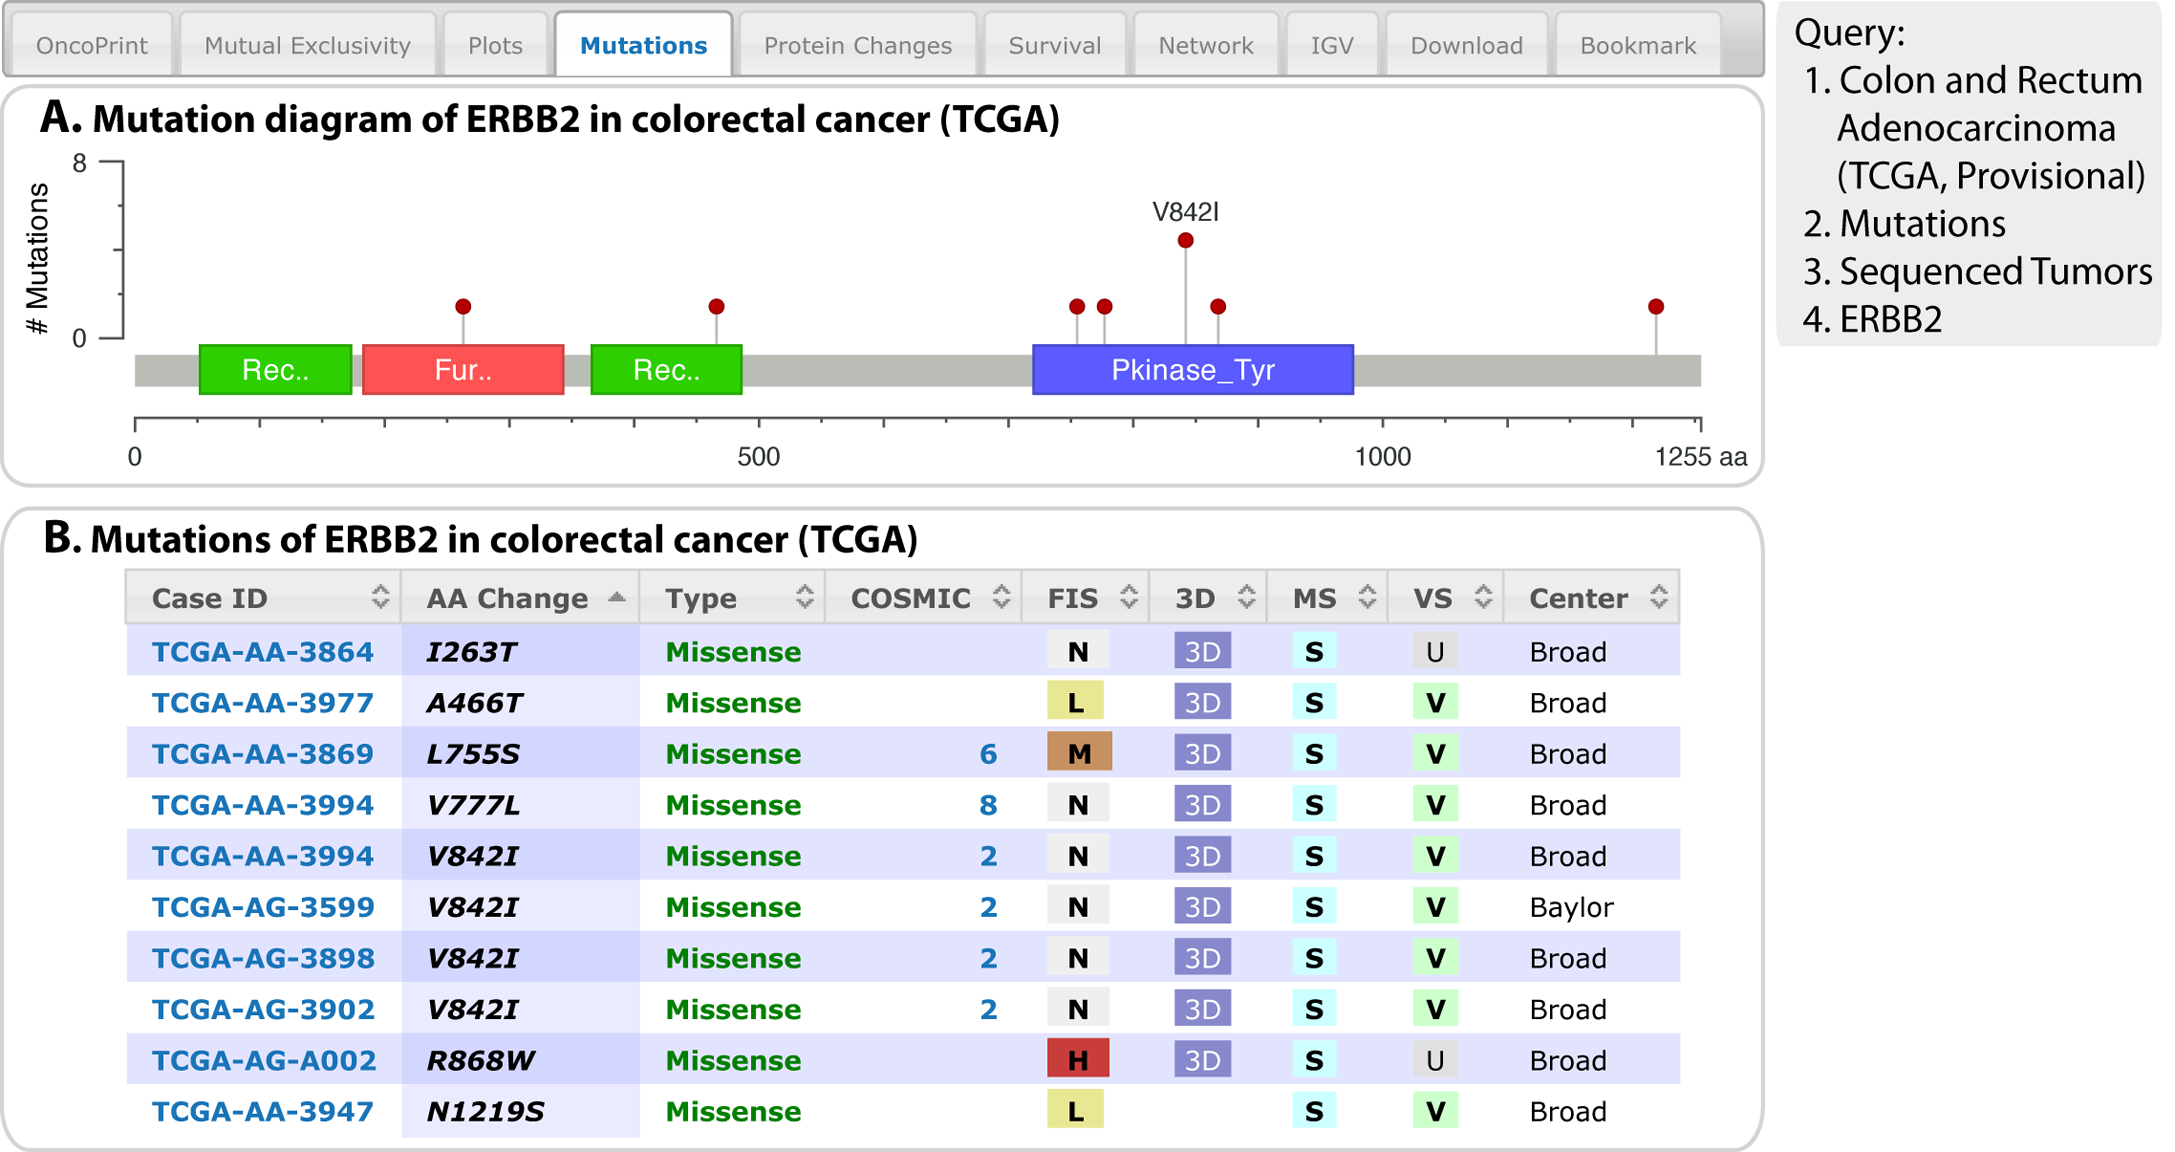 OncoPrint Mutual Exclusivity Plots Mutations Protein Changes Survival Network IGV Download Bookmark
A. Mutation diagram of ERBB2 in colorectal cancer (TCGA)
8
# Mutations
V842I
0
Rec.. Fur.. Rec.. Pkinase_Tyr
0 500 1000 1255 aa
Query:
1. Colon and Rectum
Adenocarcinoma
(TCGA, Provisional)
2. Mutations
3. Sequenced Tumors
4. ERBB2
B. Mutations of ERBB2 in colorectal cancer (TCGA)
Case ID AA Change Type COSMIC FIS 3D MS VS Center
TCGA-AA-3864 I263T Missense N 3D S U Broad
TCGA-AA-3977 A466T Missense L 3D S V Broad
TCGA-AA-3869 L755S Missense 6 M 3D S V Broad
TCGA-AA-3994 V777L Missense 8 N 3D S V Broad
TCGA-AA-3994 V842I Missense 2 N 3D S V Broad
TCGA-AG-3599 V842I Missense 2 N 3D S V Baylor
TCGA-AG-3898 V842I Missense 2 N 3D S V Broad
TCGA-AG-3902 V842I Missense 2 N 3D S V Broad
TCGA-AG-A002 R868W Missense H 3D S U Broad
TCGA-AA-3947 N1219S Missense L S V Broad